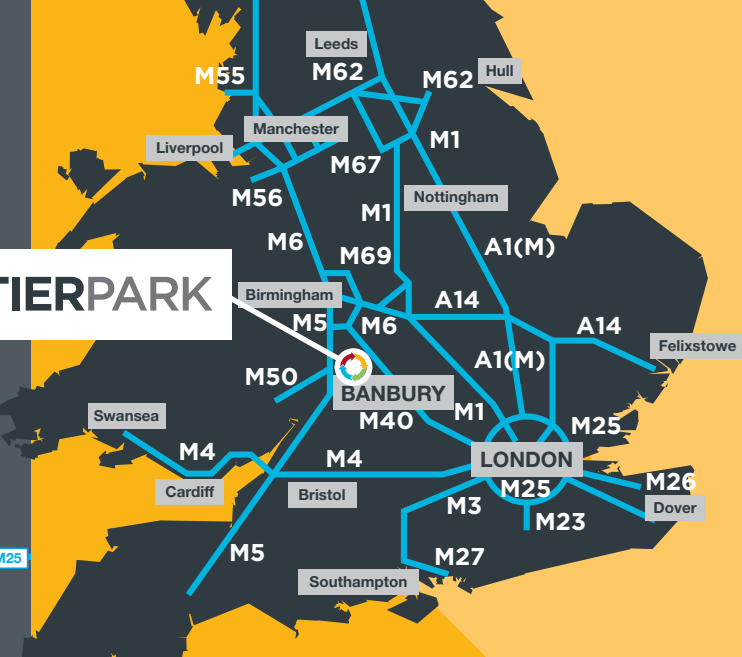 Leeds
M62
M55
M62
Hull
Manchester
M1
Liverpool
M67
M56
Nottingham
M1
M6
A1(M)
M69
TIERPARK
Birmingham
A14
M5
M6
A14
Felixstowe
A1(M)
M50
BANBURY
M40
M1
Swansea
M25
M4
M4
LONDON
Cardiff
Bristol
M25
M26
M3
Dover
M23
M5
M25
M27
Southampton